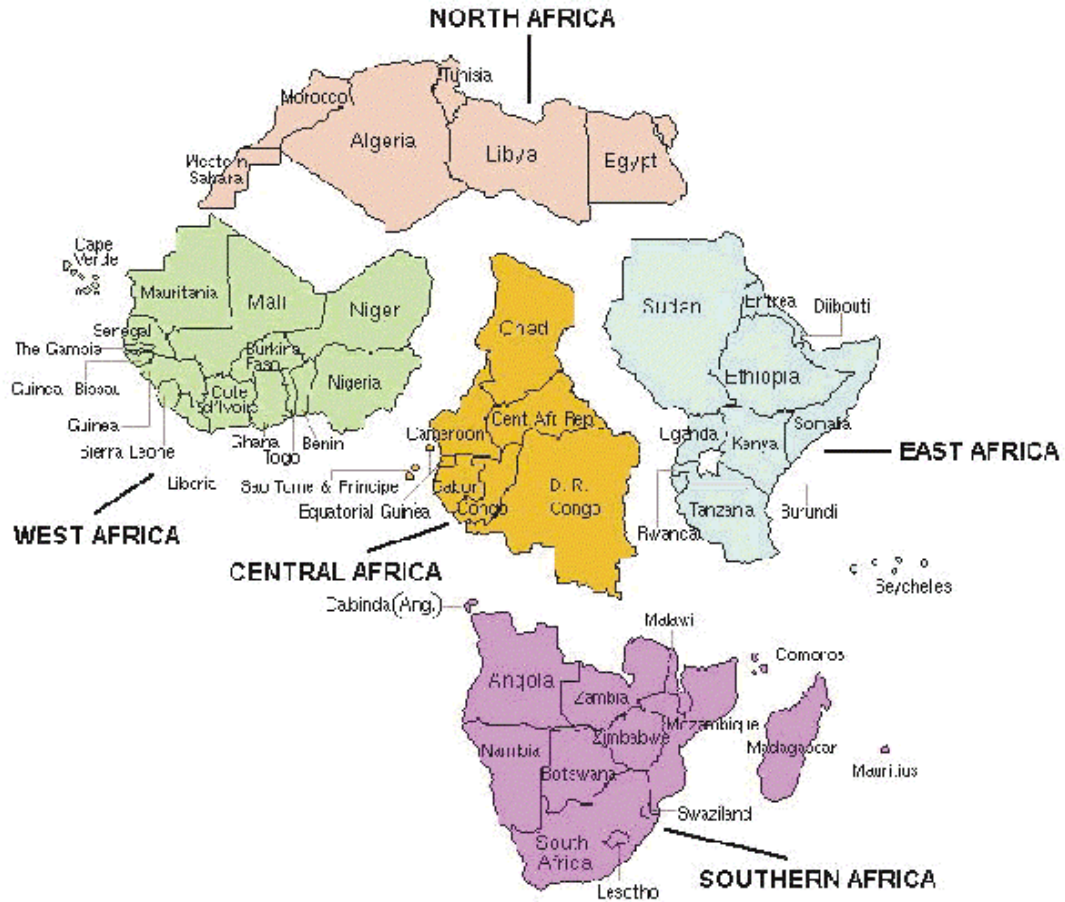 NORTH AFRICA
Tunisia
Morocco
Algeria
Libya
Egypt
Western
Sahara
Cape
Verde
Mauritania
Mali
Niger
Senegal
The Gambia
Burkina
Faso
Guinea Bissau
Cote
d'Ivoire
Nigeria
Guinea
Ghana
Benin
Sierra Leone
Togo
Liberia
WEST AFRICA
Chad
Cent Afr Rep
Cameroon
Sao Tome & Principe
Gabon
D. R.
Congo
Equatorial Guinea
Congo
CENTRAL AFRICA
Sudan
Eritrea
Djibouti
Ethiopia
Somalia
Uganda
Kenya
EAST AFRICA
Tanzania
Burundi
Rwanda
Seycheles
Cabinda(Ang.)
Malawi
Comoros
Angola
Zambia
Mozambique
Zimbabwe
Madagascar
Namibia
Botswana
Mauritius
Swaziland
South
Africa
Lesotho
SOUTHERN AFRICA